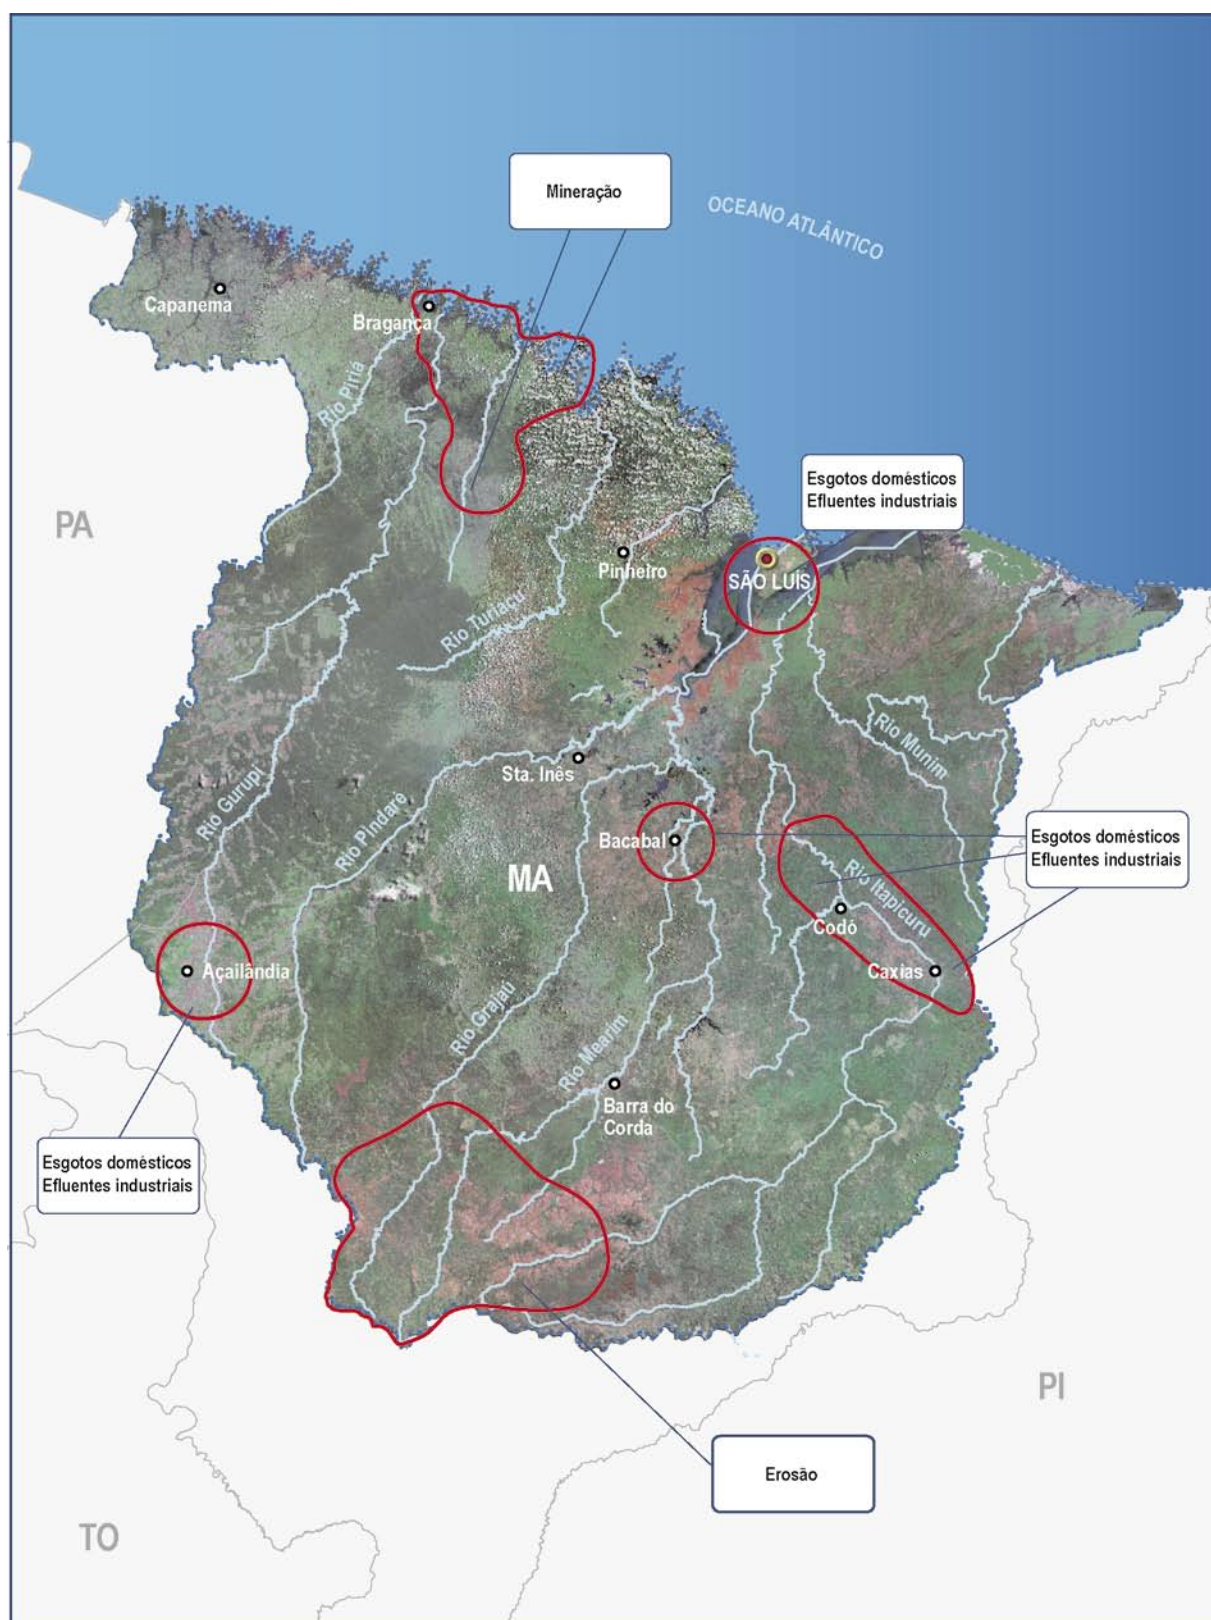 Mineração
OCEANO ATLÂNTICO
Capanema
Bragança
Rio Piriá
Esgotos domésticos
Efluentes industriais
PA
Pinheiro
SÃO LUÍS
Rio Turiaçu
Rio Munim
Sta. Inês
Rio Gurupi
Rio Pindaré
Bacabal
Esgotos domésticos
Efluentes industriais
MA
Rio Itapicuru
Codó
Açailândia
Caxias
Rio Grajaú
Rio Mearim
Barra do
Corda
Esgotos domésticos
Efluentes industriais
PI
Erosão
TO